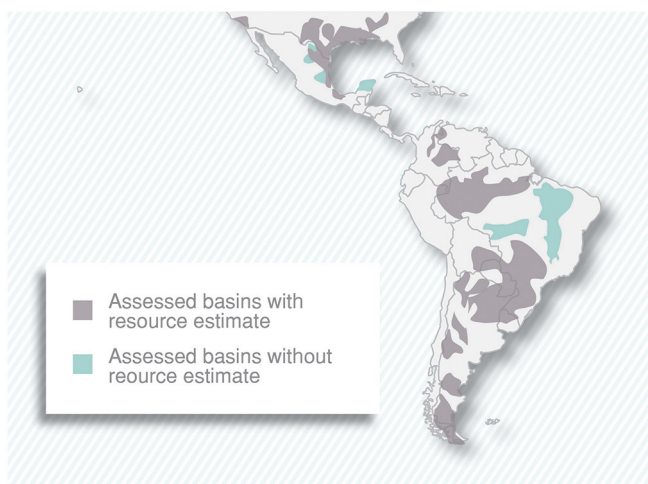 Assessed basins with
resource estimate
Assessed basins without
reource estimate